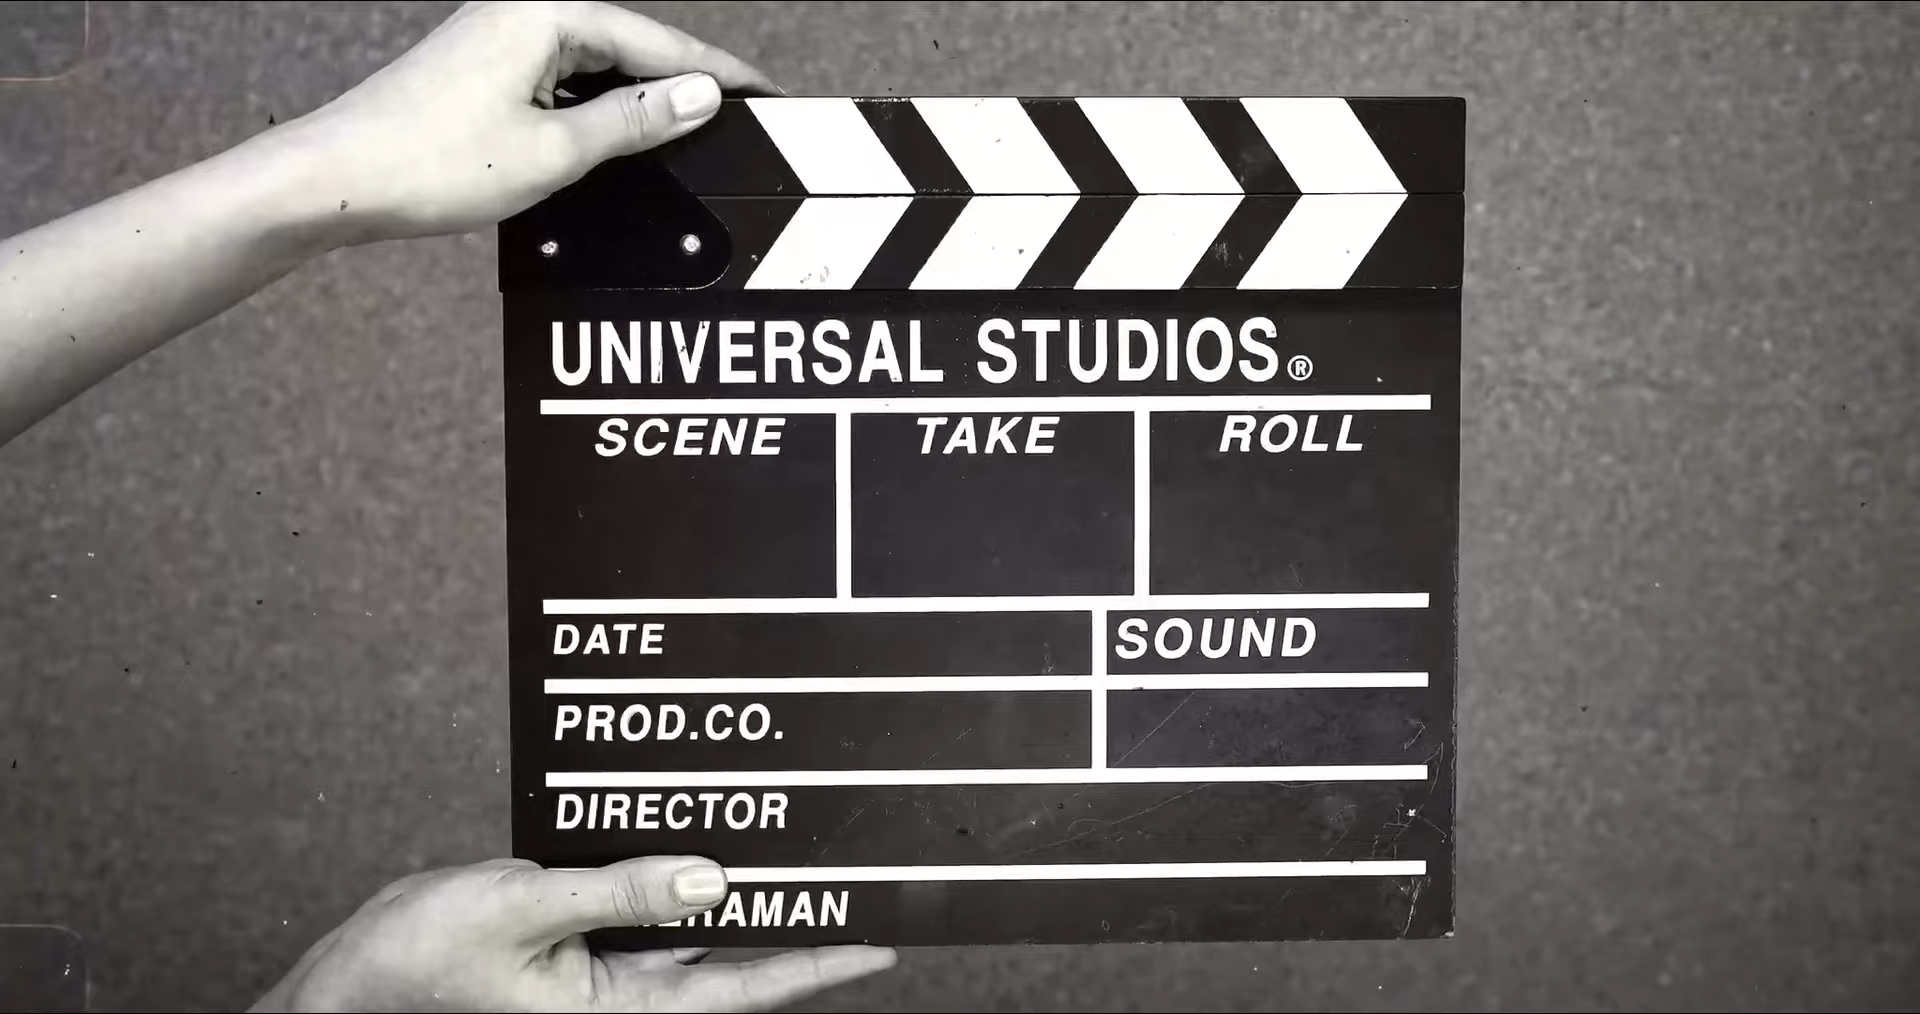 UNIVERSAL STUDIOS®
SCENE TAKE ROLL
DATE SOUND
PROD.CO.
DIRECTOR